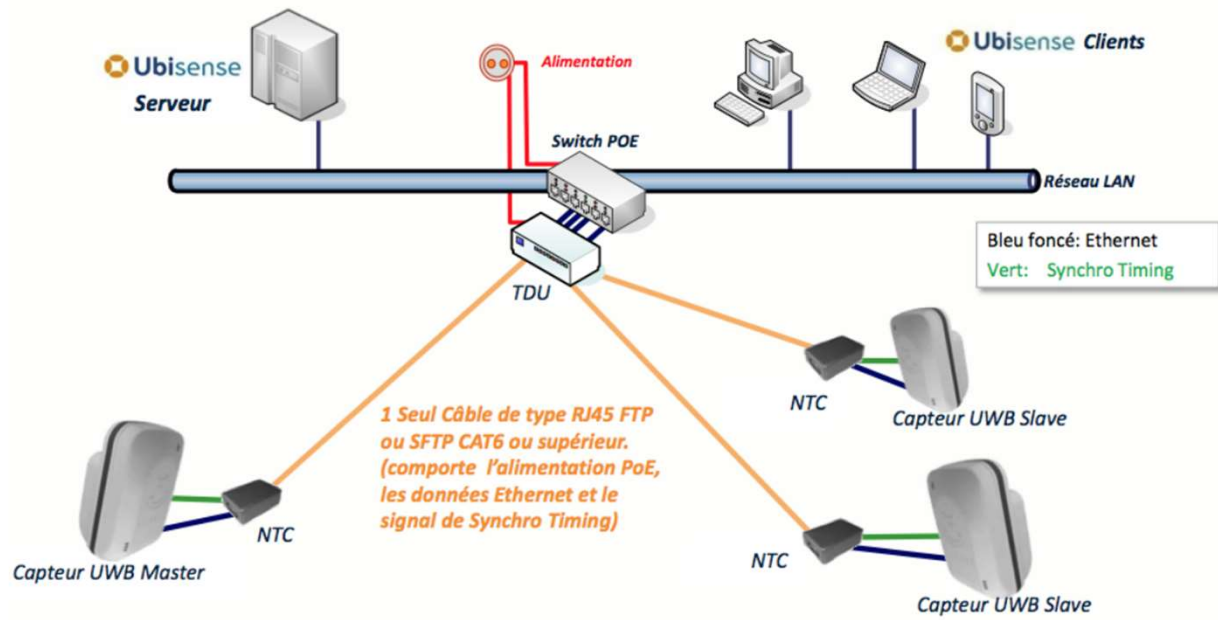 Ubisense
Serveur
Alimentation
Ubisense Clients
Switch POE
Réseau LAN
Bleu foncé: Ethernet
Vert: Synchro Timing
TDU
NTC
Capteur UWB Slave
1 Seul Câble de type RJ45 FTP
ou SFTP CAT6 ou supérieur.
(comporte l'alimentation PoE,
les données Ethernet et le
signal de Synchro Timing)
NTC
Capteur UWB Master
NTC
Capteur UWB Slave